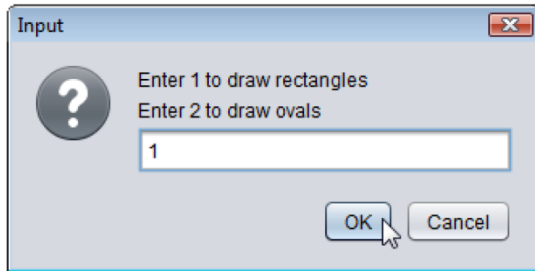 Input
Enter 1 to draw rectangles
Enter 2 to draw ovals
1
OK Cancel